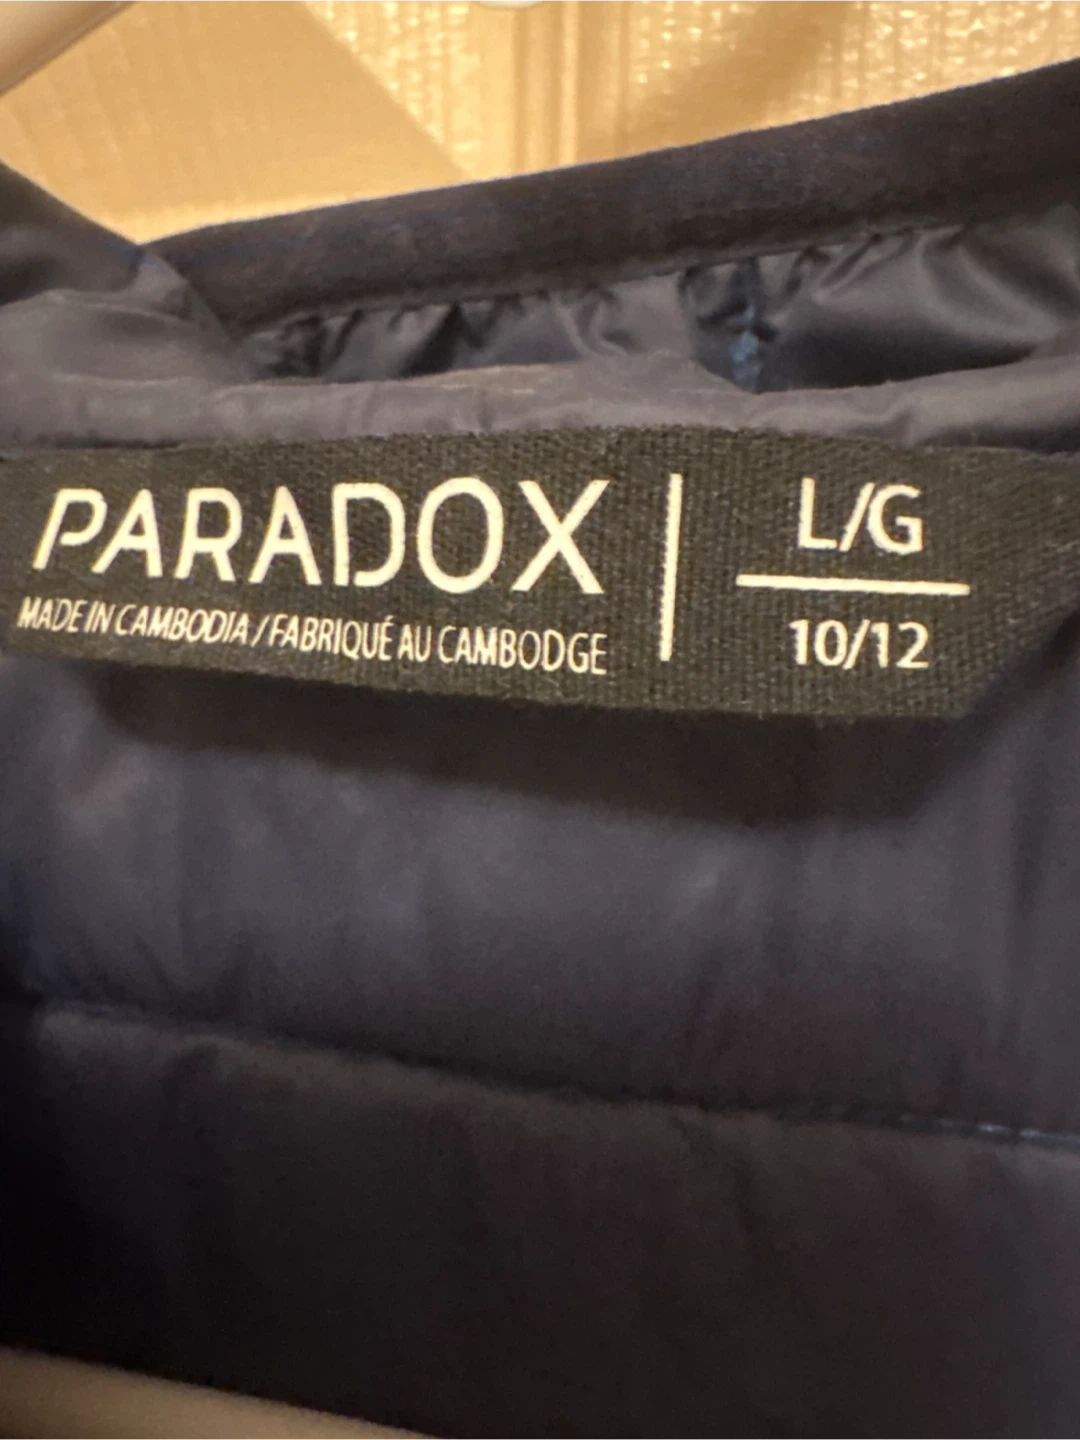 PARADOX
MADE IN CAMBODIA / FABRIQUÉ AU CAMBODGE
L/G
10/12